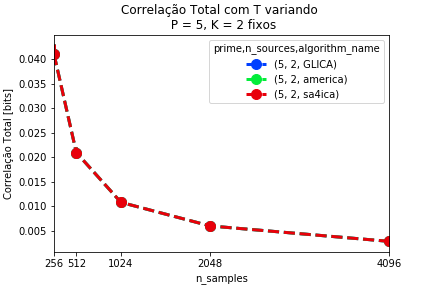 Correlação Total com T variando
P = 5, K = 2 fixos
prime,n_sources,algorithm_name
(5, 2, GLICA)
(5, 2, america)
(5, 2, sa4ica)
Correlação Total [bits]
0.040
0.035
0.030
0.025
0.020
0.015
0.010
0.005
256 512 1024 2048 4096
n_samples